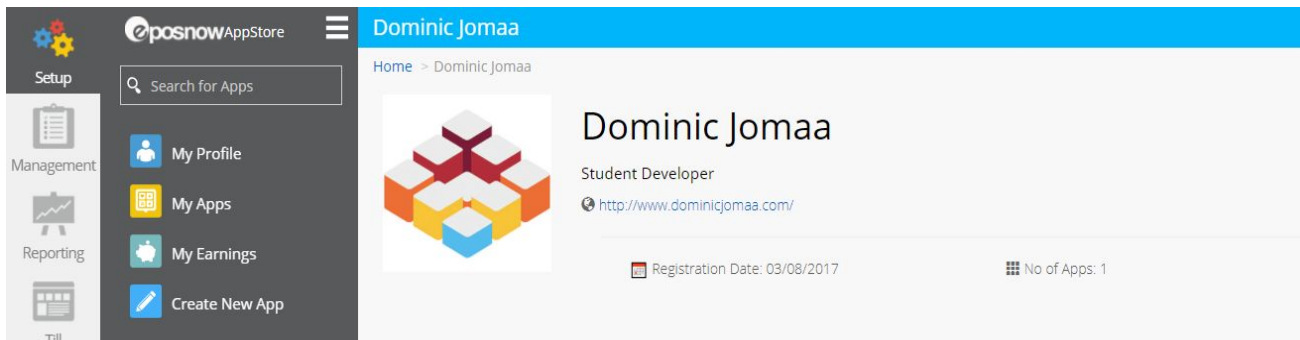 Setup
Management
Reporting
Till
eposnowAppStore
Search for Apps
My Profile
My Apps
My Earnings
Create New App
Dominic Jomaa
Home > Dominic Jomaa
Dominic Jomaa
Student Developer
http://www.dominicjomaa.com/
Registration Date: 03/08/2017
No of Apps: 1